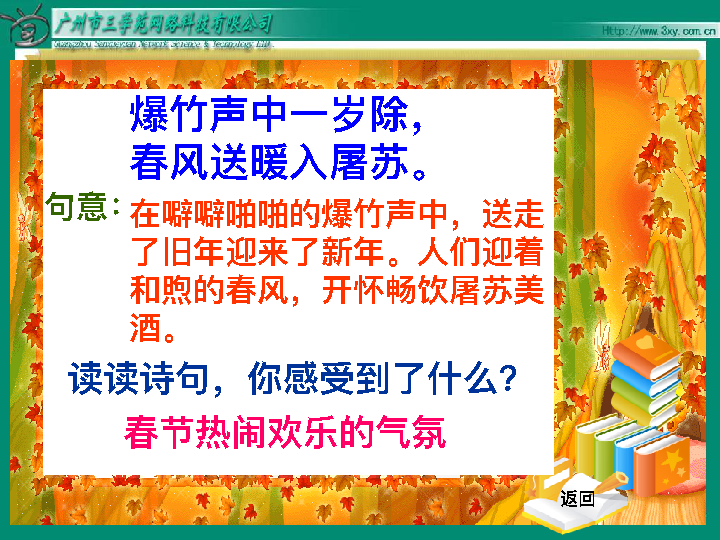 广州市三学苑网络科技有限公司
Guangzhou Sanxueyuan Network Science & Technology Ltd.
Http://www.3xy.com.cn
爆竹声中一岁除，
春风送暖入屠苏。
句意：
在噼噼啪啪的爆竹声中，送走
了旧年迎来了新年。人们迎着
和煦的春风，开怀畅饮屠苏美
酒。
读读诗句，你感受到了什么？
春节热闹欢乐的气氛
返回